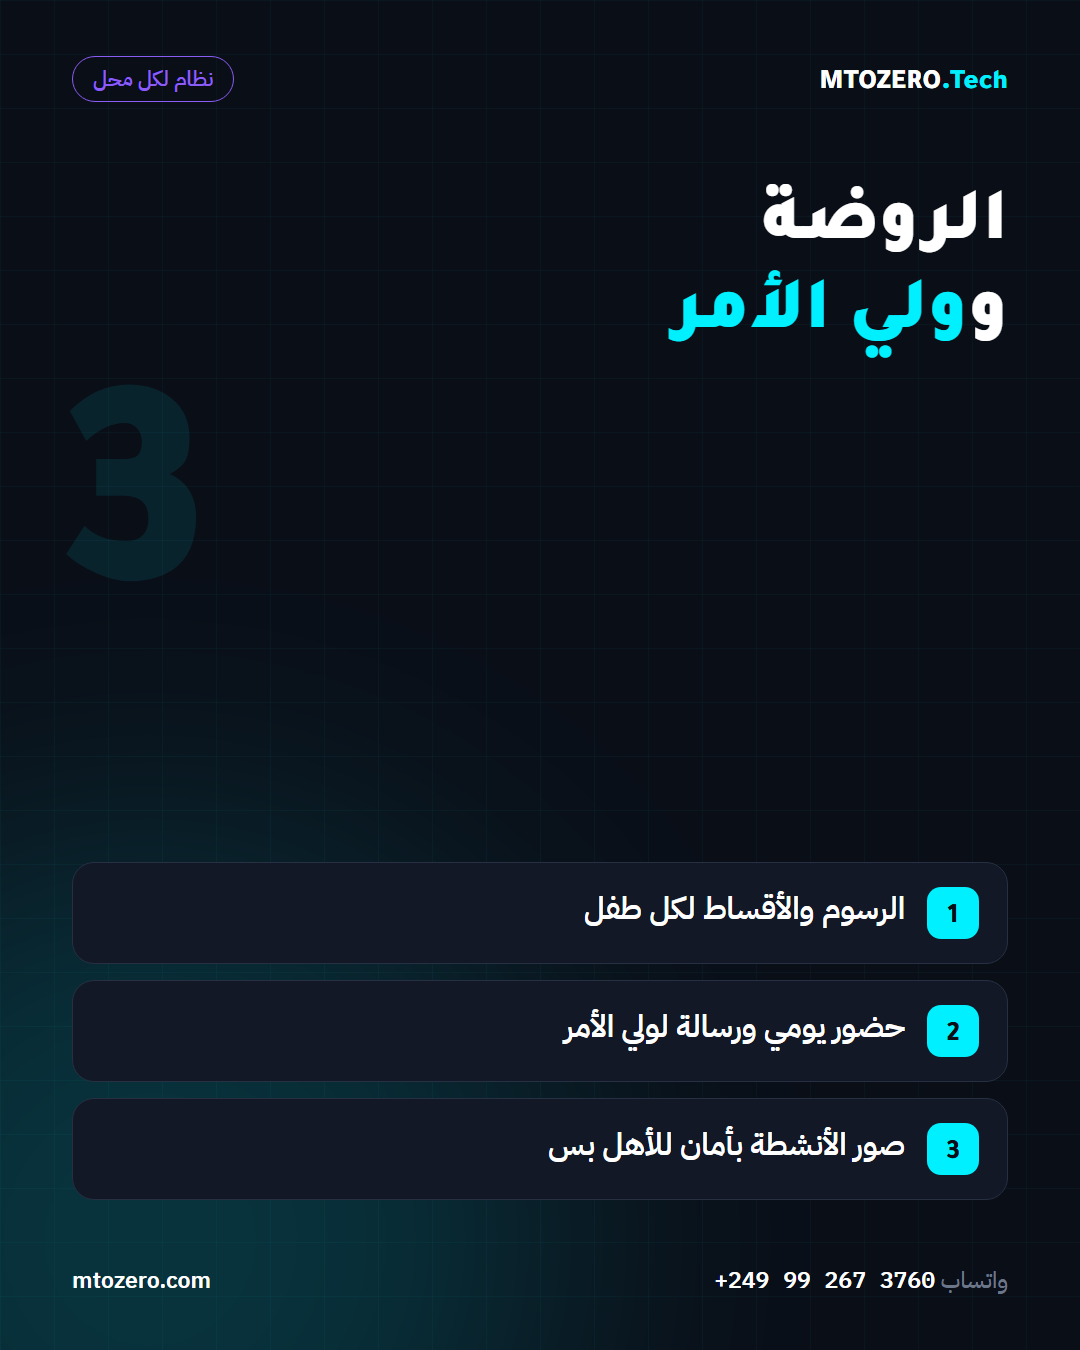 MTOZERO.Tech
نظام لكل محل
الروضة
وولي الأمر
3
1 الرسوم والأقساط لكل طفل
2 حضور يومي ورسالة لولي الأمر
3 صور الأنشطة بأمان للأهل بس
واتساب +249 99 267 3760
mtozero.com